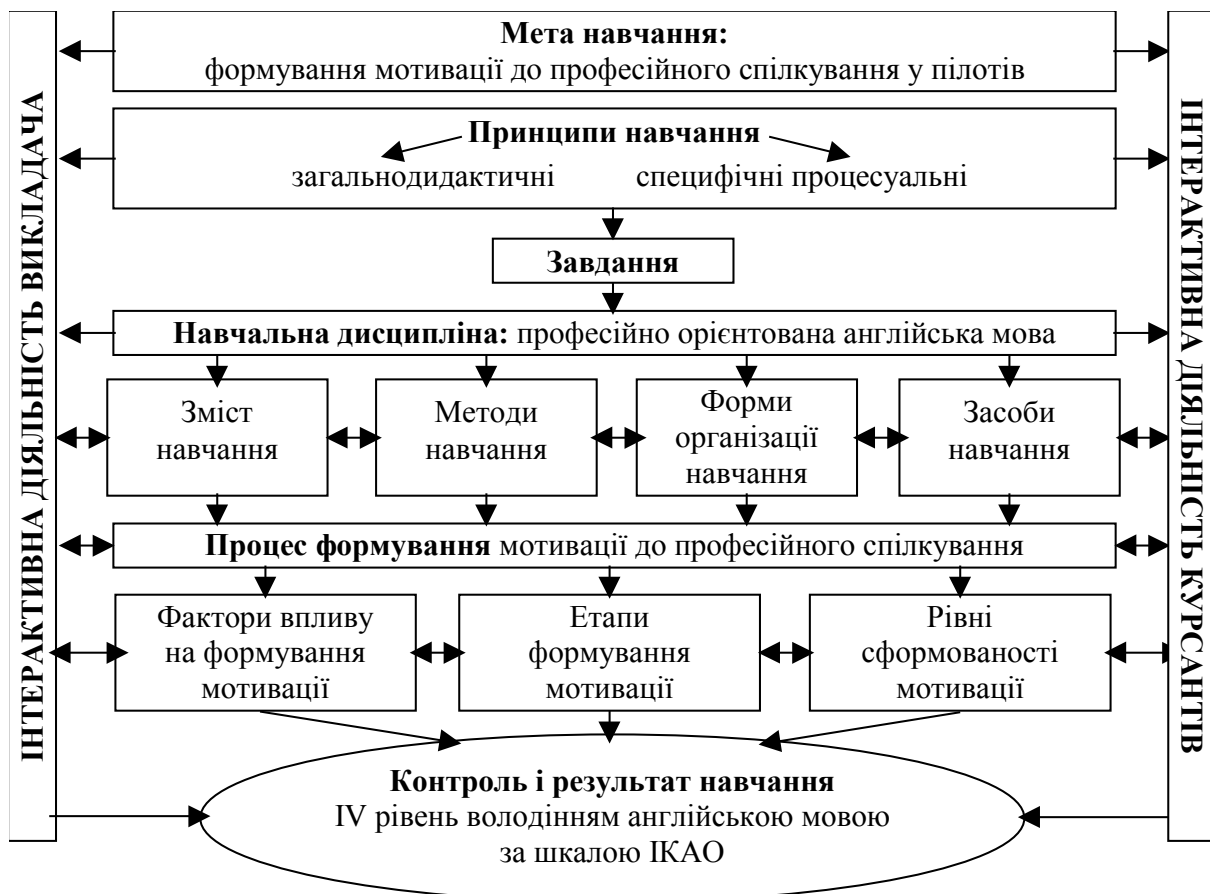 ІНТЕРАКТИВНА ДІЯЛЬНІСТЬ ВИКЛАДАЧА
Мета навчання:
формування мотивації до професійного спілкування у пілотів
Принципи навчання
загальнодидактичні специфічні процесуальні
Завдання
Навчальна дисципліна: професійно орієнтована англійська мова
Зміст
навчання
Методи
навчання
Форми
організації
навчання
Засоби
навчання
Процес формування мотивації до професійного спілкування
Фактори впливу
на формування
мотивації
Етапи
формування
мотивації
Рівні
сформованості
мотивації
Контроль і результат навчання
IV рівень володінням англійською мовою
за шкалою ІКАО
ІНТЕРАКТИВНА ДІЯЛЬНІСТЬ КУРСАНТІВ